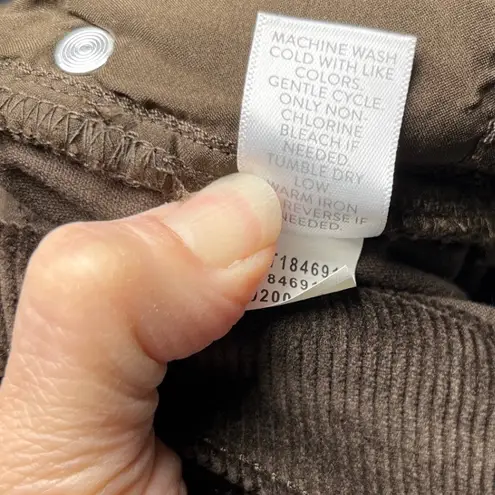 MACHINE WASH
COLD WITH LIKE
COLORS.
GENTLE CYCLE.
ONLY NON-
CHLORINE
BLEACH IF
NEEDED.
TUMBLE DRY
LOW
WARM IRON
REVERSE IF
NEEDED.